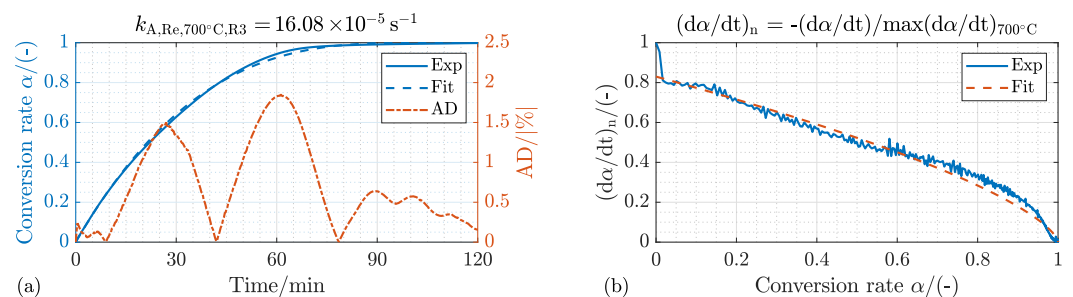 k_A,Re,700°C,R3 = 16.08 × 10^-5 s^-1
Conversion rate α/(-)
1
0.8
0.6
0.4
0.2
0
2.5
2
1.5
1
0.5
0
AD/|%|
Exp
Fit
AD
0 30 60 90 120
Time/min
(a)
(dα/dt)_n = -(dα/dt)/max(dα/dt)_700°C
(dα/dt)_n/(-)
1
0.8
0.6
0.4
0.2
0
Exp
Fit
0 0.2 0.4 0.6 0.8 1
Conversion rate α/(-)
(b)